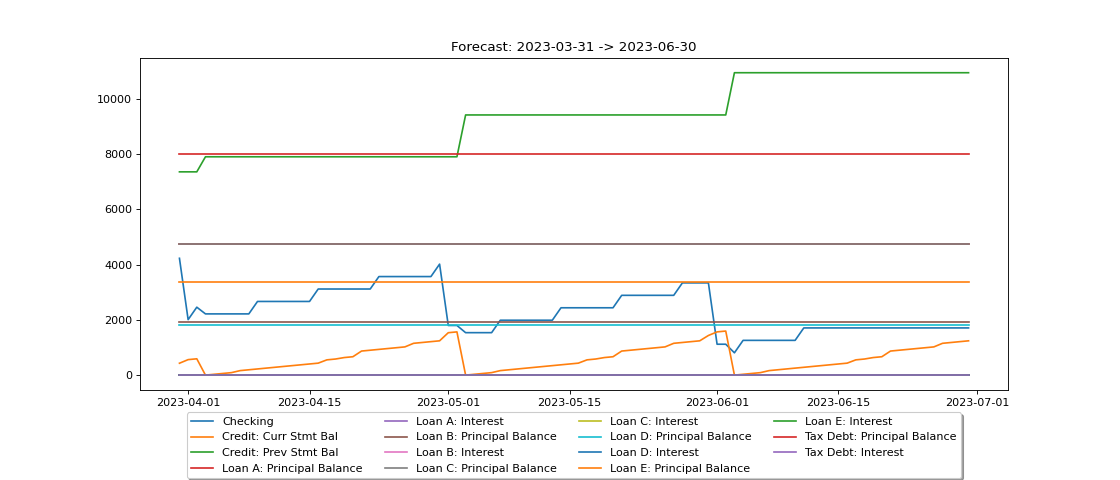 Forecast: 2023-03-31 -> 2023-06-30
10000
8000
6000
4000
2000
0
2023-04-01 2023-04-15 2023-05-01 2023-05-15 2023-06-01 2023-06-15 2023-07-01
Checking Loan A: Interest Loan C: Interest Loan E: Interest
Credit: Curr Stmt Bal Loan B: Principal Balance Loan D: Principal Balance Tax Debt: Principal Balance
Credit: Prev Stmt Bal Loan B: Interest Loan D: Interest Tax Debt: Interest
Loan A: Principal Balance Loan C: Principal Balance Loan E: Principal Balance